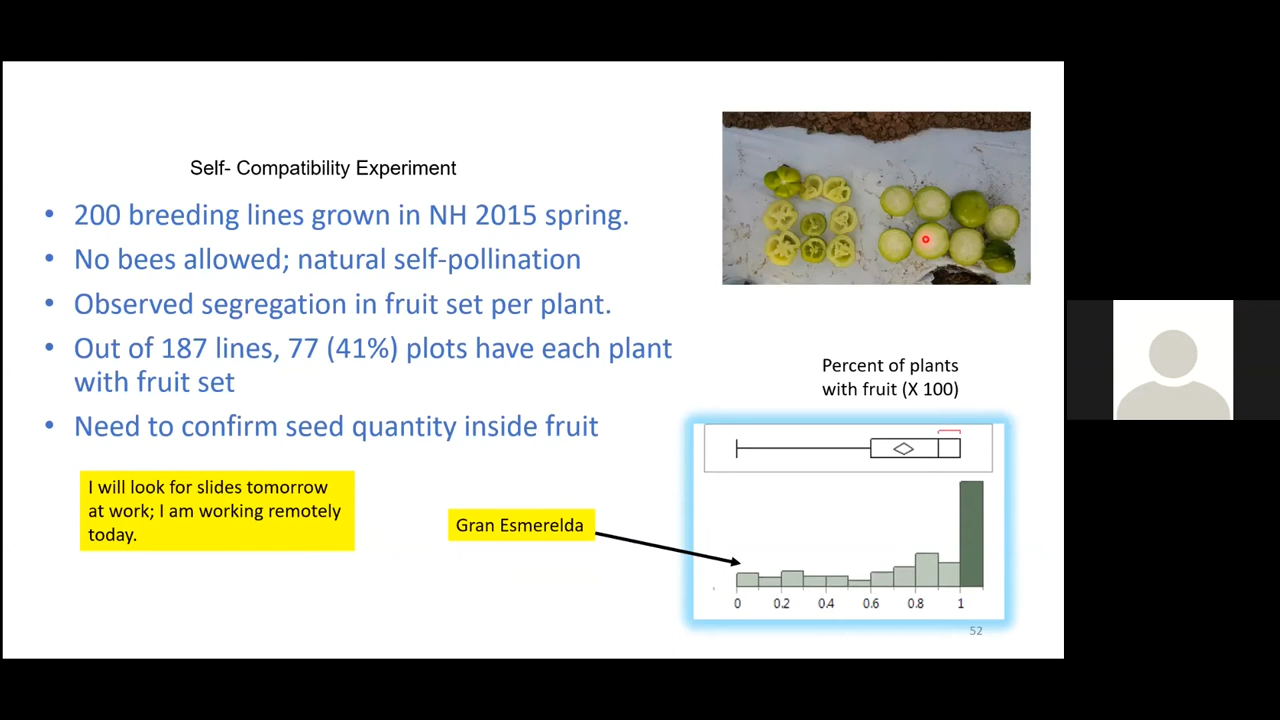 Self- Compatibility Experiment
• 200 breeding lines grown in NH 2015 spring.
• No bees allowed; natural self-pollination
• Observed segregation in fruit set per plant.
• Out of 187 lines, 77 (41%) plots have each plant
with fruit set
• Need to confirm seed quantity inside fruit
I will look for slides tomorrow
at work; I am working remotely
today.
Gran Esmerelda
Percent of plants
with fruit (X 100)
0 0.2 0.4 0.6 0.8 1
52